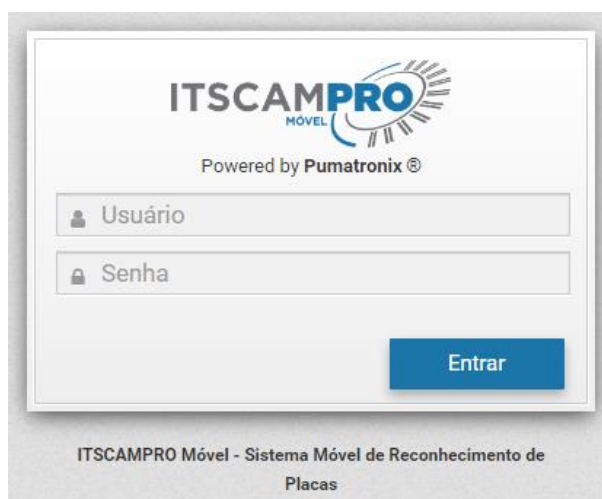 ITSCAMPRO
MÓVEL
Powered by Pumatronix ®
Usuário
Senha
Entrar
ITSCAMPRO Móvel - Sistema Móvel de Reconhecimento de
Placas